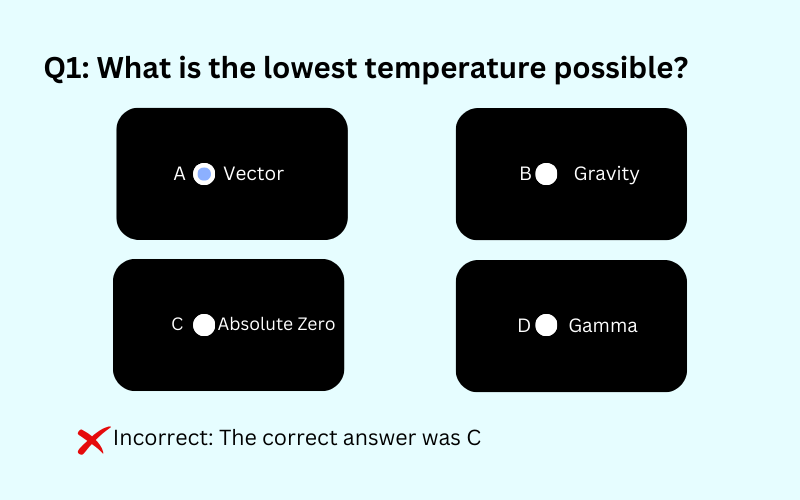 Q1: What is the lowest temperature possible?
A Vector
B Gravity
C Absolute Zero
D Gamma
Incorrect: The correct answer was C